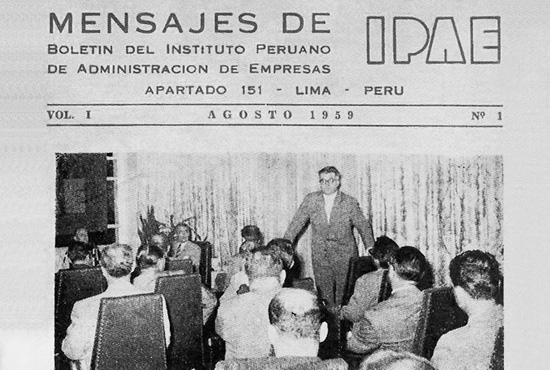 MENSAJES DE
BOLETIN DEL INSTITUTO PERUANO
DE ADMINISTRACION DE EMPRESAS
IPAE
APARTADO 151 - LIMA - PERU
VOL. I AGOSTO 1959 Nº 1